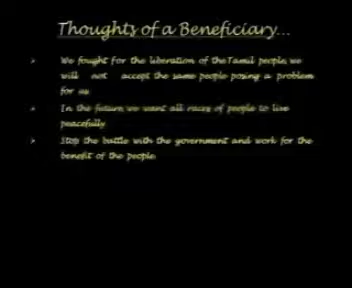 Thoughts of a Beneficiary...
We fought for the liberation of the Tamil people, we
will not accept the same people posing a problem
for us
In the future we want all races of people to live
peacefully
Stop the battle with the government and work for the
benefit of the people.